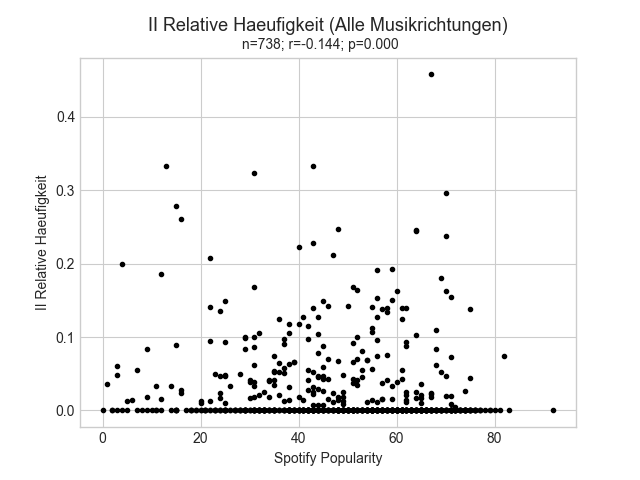 II Relative Haeufigkeit (Alle Musikrichtungen)
n=738; r=-0.144; p=0.000
0.4
0.3
0.2
0.1
0.0
II Relative Haeufigkeit
0 20 40 60 80
Spotify Popularity